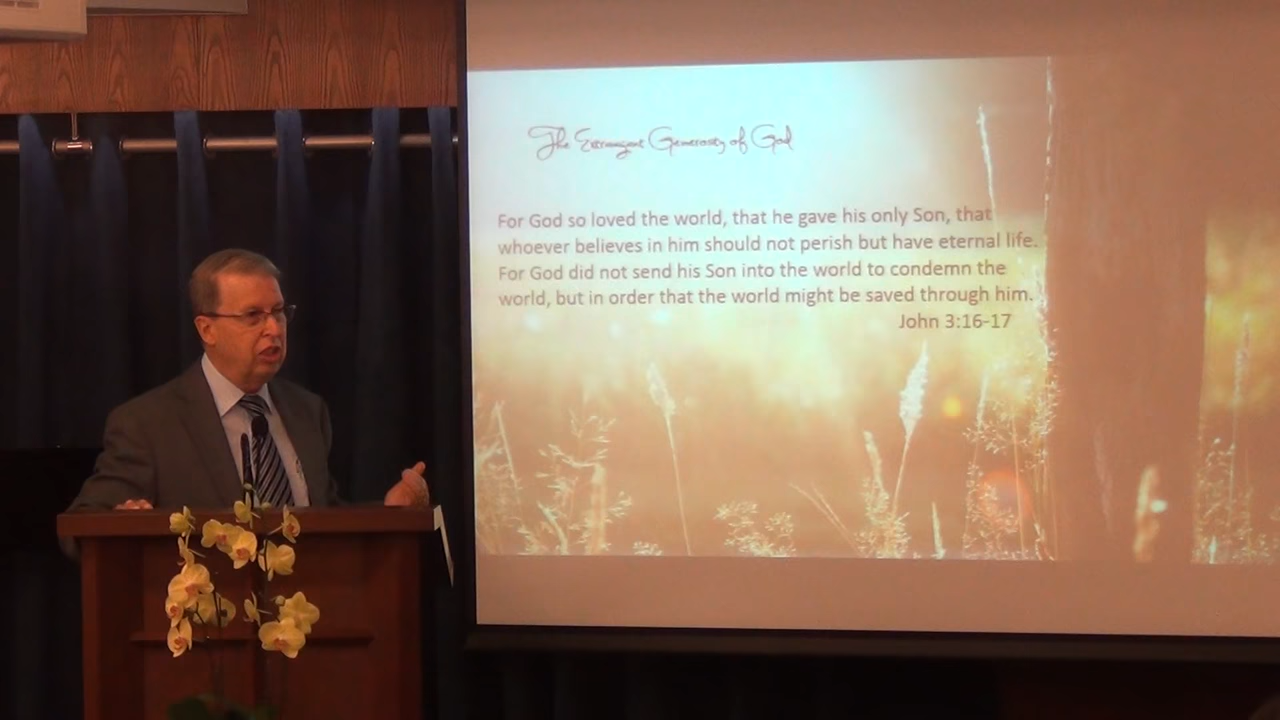 The Extravagant Generosity of God
For God so loved the world, that he gave his only Son, that
whoever believes in him should not perish but have eternal life.
For God did not send his Son into the world to condemn the
world, but in order that the world might be saved through him.
John 3:16-17